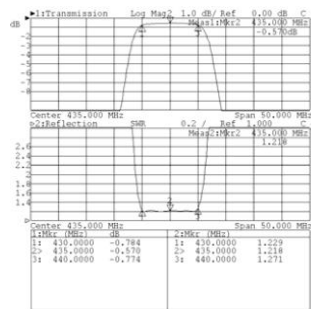 ▶1:Transmission Log Mag 1.0 dB/ Ref 0.00 dB C
dB Meas1:Mkr2 435.000 MHz
-0.570dB
Center 435.000 MHz Span 50.000 MHz
▷2:Reflection SWR 0.2 / Ref 1.000 C
Meas2:Mkr2 435.000 MHz
1.218
Center 435.000 MHz Span 50.000 MHz
1:Mkr (MHz) dB 2:Mkr (MHz)
1: 430.0000 -0.784 1: 430.0000 1.229
2> 435.0000 -0.570 2> 435.0000 1.218
3: 440.0000 -0.774 3: 440.0000 1.271